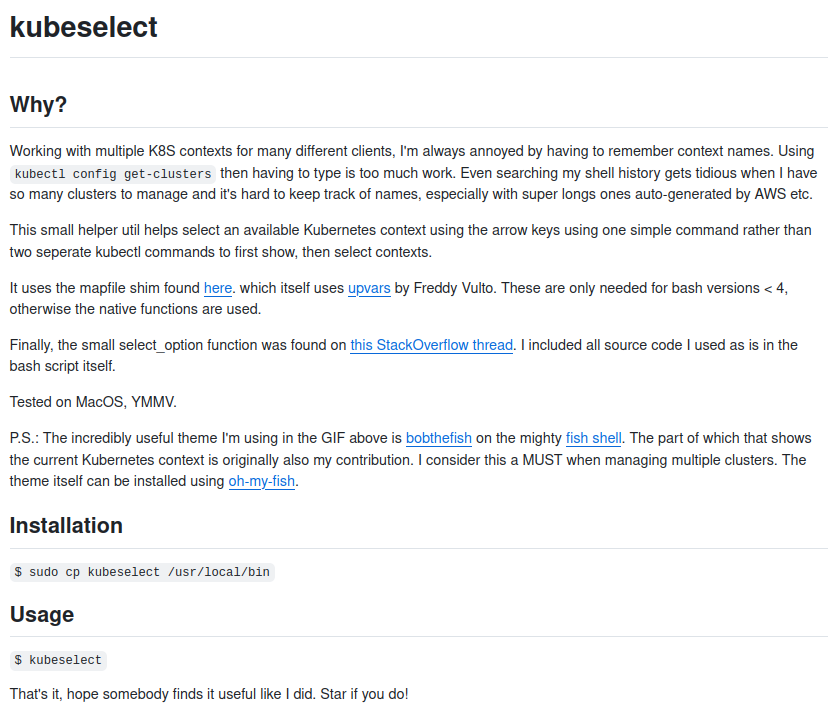 kubeselect
Why?
Working with multiple K8S contexts for many different clients, I'm always annoyed by having to remember context names. Using
kubectl config get-clusters then having to type is too much work. Even searching my shell history gets tidious when I have
so many clusters to manage and it's hard to keep track of names, especially with super longs ones auto-generated by AWS etc.
This small helper util helps select an available Kubernetes context using the arrow keys using one simple command rather than
two seperate kubectl commands to first show, then select contexts.
It uses the mapfile shim found here. which itself uses upvars by Freddy Vulto. These are only needed for bash versions < 4,
otherwise the native functions are used.
Finally, the small select_option function was found on this StackOverflow thread. I included all source code I used as is in the
bash script itself.
Tested on MacOS, YMMV.
P.S.: The incredibly useful theme I'm using in the GIF above is bobthefish on the mighty fish shell. The part of which that shows
the current Kubernetes context is originally also my contribution. I consider this a MUST when managing multiple clusters. The
theme itself can be installed using oh-my-fish.
Installation
$ sudo cp kubeselect /usr/local/bin
Usage
$ kubeselect
That's it, hope somebody finds it useful like I did. Star if you do!